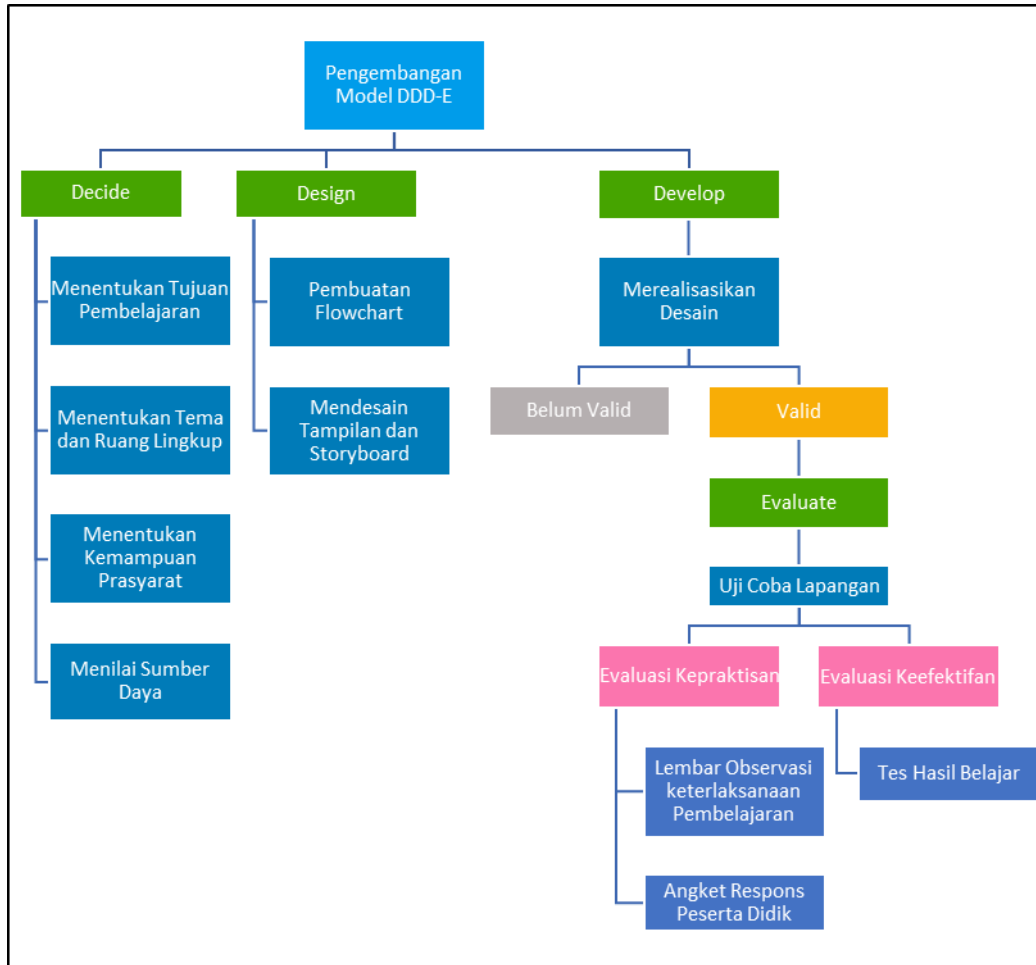 Pengembangan
Model DDD-E
Decide
Design
Develop
Menentukan Tujuan
Pembelajaran
Pembuatan
Flowchart
Merealisasikan
Desain
Menentukan Tema
dan Ruang Lingkup
Mendesain
Tampilan dan
Storyboard
Belum Valid
Valid
Evaluate
Menentukan
Kemampuan
Prasyarat
Uji Coba Lapangan
Menilai Sumber
Daya
Evaluasi Kepraktisan
Evaluasi Keefektifan
Lembar Observasi
keterlaksanaan
Pembelajaran
Tes Hasil Belajar
Angket Respons
Peserta Didik